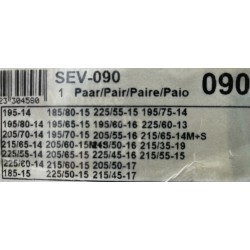 SEV-090
090
1 Paar/Pair/Paire/Paio
195-14 185/80-15 225/55-15 195/75-14
195/80-14 195/65-15 195/60-16 225/60-13
205/70-14 195/70-15 205/55-16 215/65-14M+S
215/65-14 205/60-15M+S/50-16 215/35-19
225/55-14 205/65-15 225/45-16 215/55-15
225/60-14 215/60-15 205/50-17
185-15 225/50-15 215/45-17